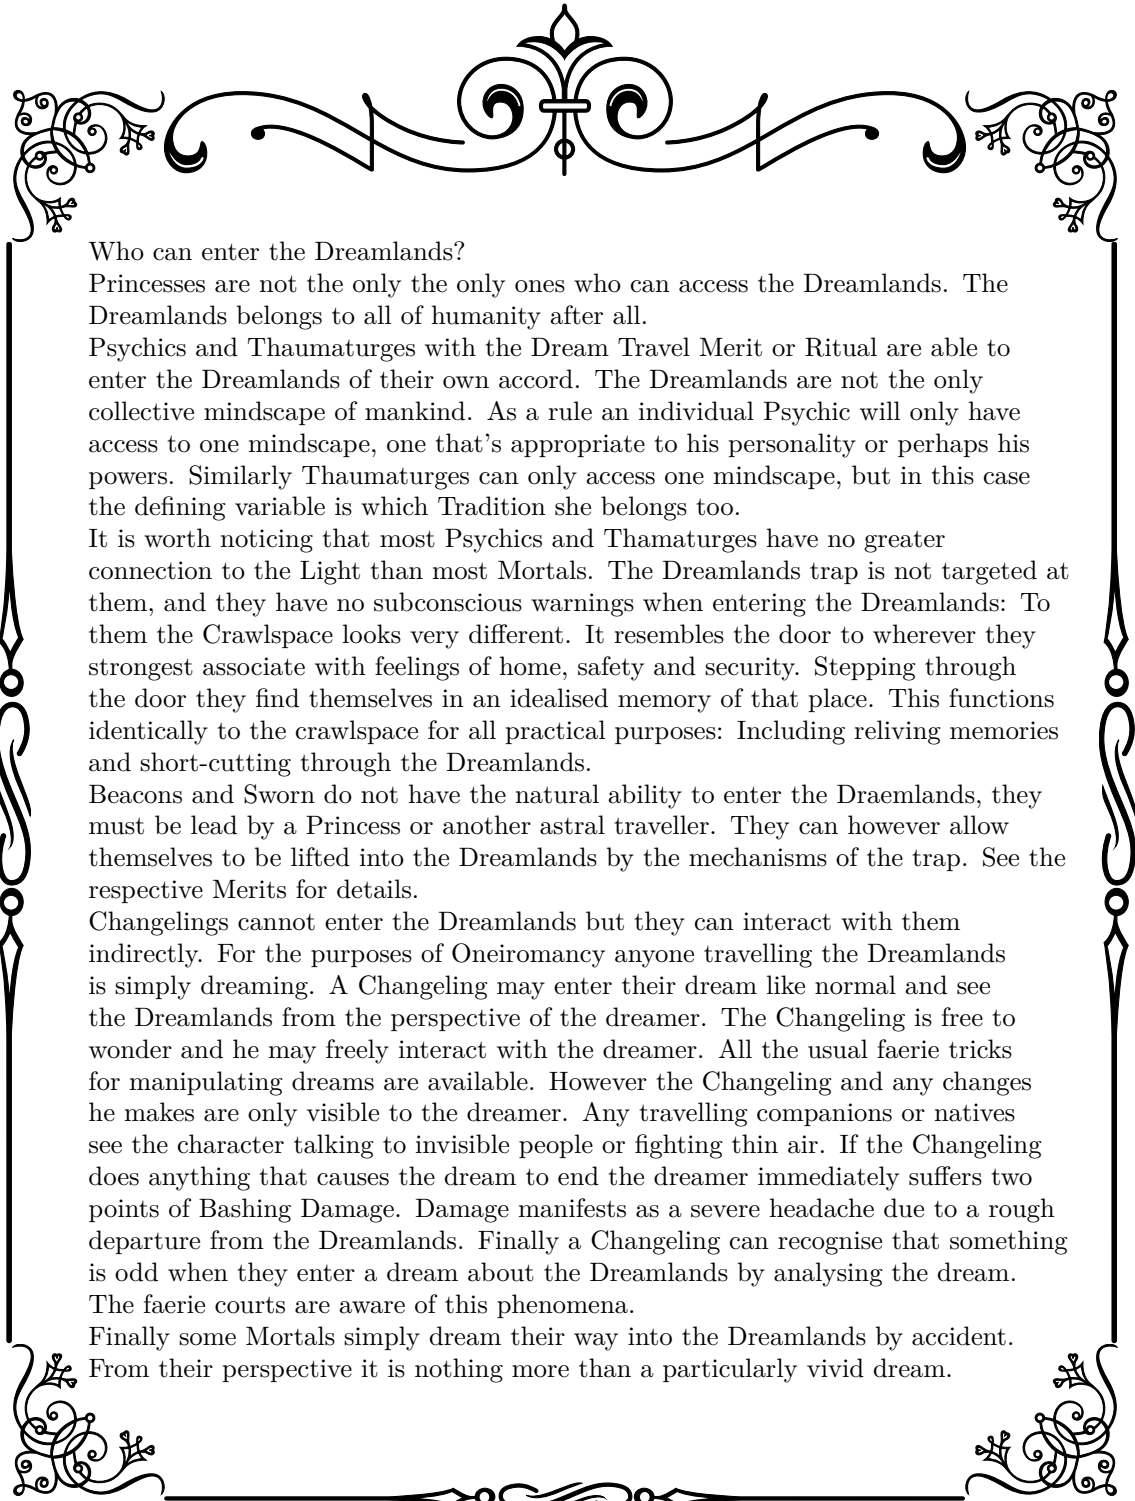 Who can enter the Dreamlands?
Princesses are not the only the only ones who can access the Dreamlands. The
Dreamlands belongs to all of humanity after all.
Psychics and Thaumaturges with the Dream Travel Merit or Ritual are able to
enter the Dreamlands of their own accord. The Dreamlands are not the only
collective mindscape of mankind. As a rule an individual Psychic will only have
access to one mindscape, one that's appropriate to his personality or perhaps his
powers. Similarly Thaumaturges can only access one mindscape, but in this case
the defining variable is which Tradition she belongs too.
It is worth noticing that most Psychics and Thamaturges have no greater
connection to the Light than most Mortals. The Dreamlands trap is not targeted at
them, and they have no subconscious warnings when entering the Dreamlands: To
them the Crawlspace looks very different. It resembles the door to wherever they
strongest associate with feelings of home, safety and security. Stepping through
the door they find themselves in an idealised memory of that place. This functions
identically to the crawlspace for all practical purposes: Including reliving memories
and short-cutting through the Dreamlands.
Beacons and Sworn do not have the natural ability to enter the Draemlands, they
must be lead by a Princess or another astral traveller. They can however allow
themselves to be lifted into the Dreamlands by the mechanisms of the trap. See the
respective Merits for details.
Changelings cannot enter the Dreamlands but they can interact with them
indirectly. For the purposes of Oneiromancy anyone travelling the Dreamlands
is simply dreaming. A Changeling may enter their dream like normal and see
the Dreamlands from the perspective of the dreamer. The Changeling is free to
wonder and he may freely interact with the dreamer. All the usual faerie tricks
for manipulating dreams are available. However the Changeling and any changes
he makes are only visible to the dreamer. Any travelling companions or natives
see the character talking to invisible people or fighting thin air. If the Changeling
does anything that causes the dream to end the dreamer immediately suffers two
points of Bashing Damage. Damage manifests as a severe headache due to a rough
departure from the Dreamlands. Finally a Changeling can recognise that something
is odd when they enter a dream about the Dreamlands by analysing the dream.
The faerie courts are aware of this phenomena.
Finally some Mortals simply dream their way into the Dreamlands by accident.
From their perspective it is nothing more than a particularly vivid dream.